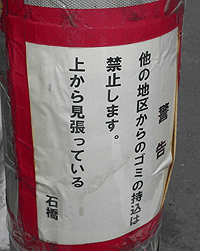 警告
他の地区からのゴミの持込は
禁止します。
上から見張っている
石橋